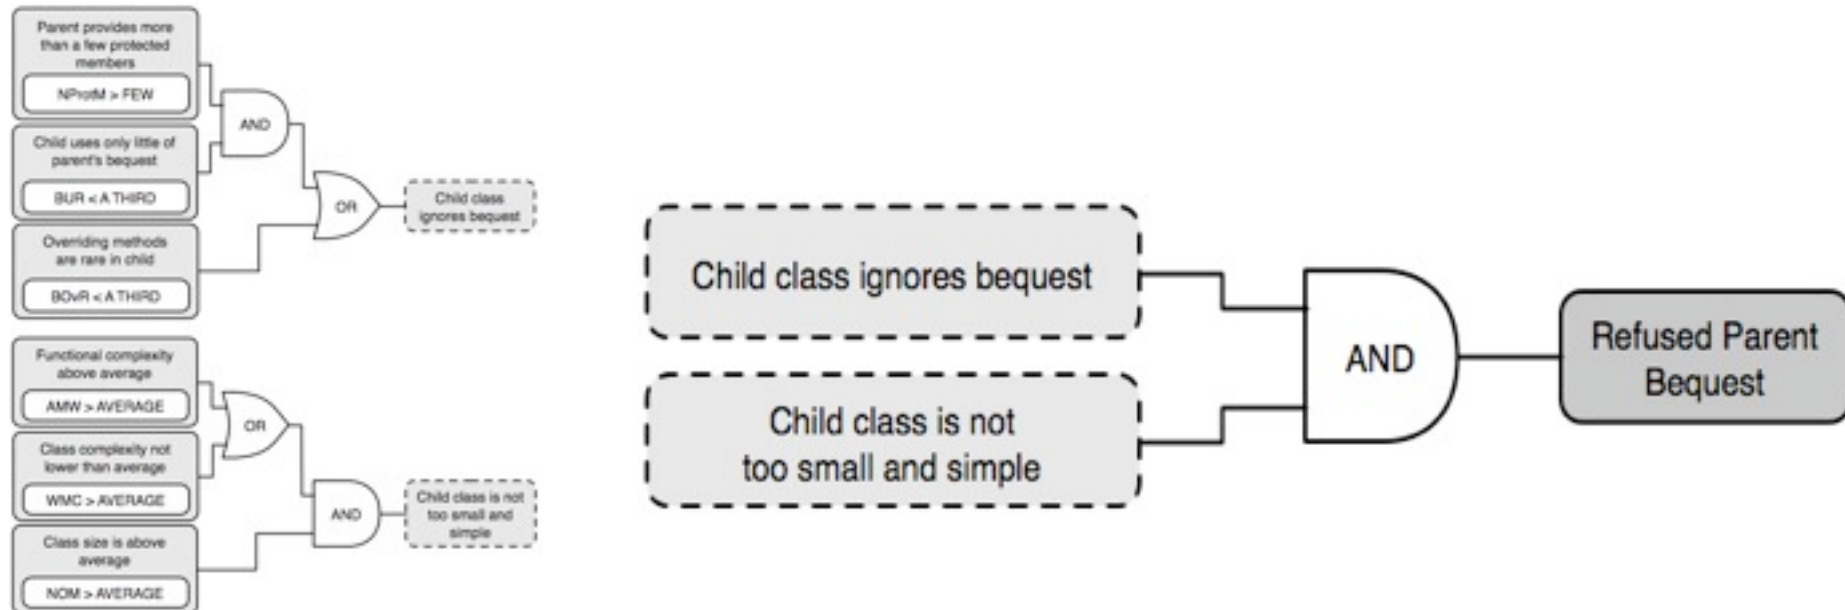 Parent provides more
than a few protected
members
NProtM > FEW
AND
Child uses only little of
parent's bequest
BUR < A THIRD
OR
Child class
ignores bequest
Overriding methods
are rare in child
BOvR < A THIRD
Functional complexity
above average
AMW > AVERAGE
OR
Class complexity not
lower than average
WMC > AVERAGE
AND
Child class is not
too small and
simple
Class size is above
average
NOM > AVERAGE
Child class ignores bequest
Child class is not
too small and simple
AND
Refused Parent
Bequest